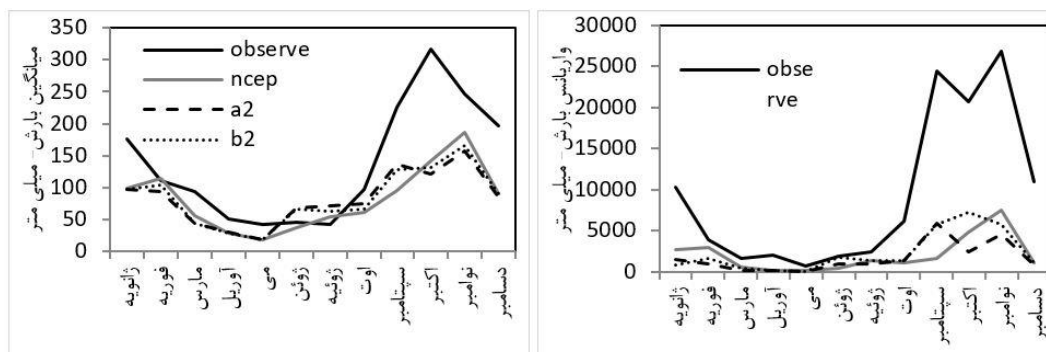 میانگین بارش- میلی متر
350
300
250
200
150
100
50
0
observe
ncep
a2
b2
ژانویه
فوریه
مارس
آوریل
می
ژوئن
ژوئیه
اوت
سپتامبر
اکتبر
نوامبر
دسامبر
واریانس بارش- میلی متر
30000
25000
20000
15000
10000
5000
0
obse
rve
ژانویه
فوریه
مارس
آوریل
می
ژوئن
ژوئیه
اوت
سپتامبر
اکتبر
نوامبر
دسامبر